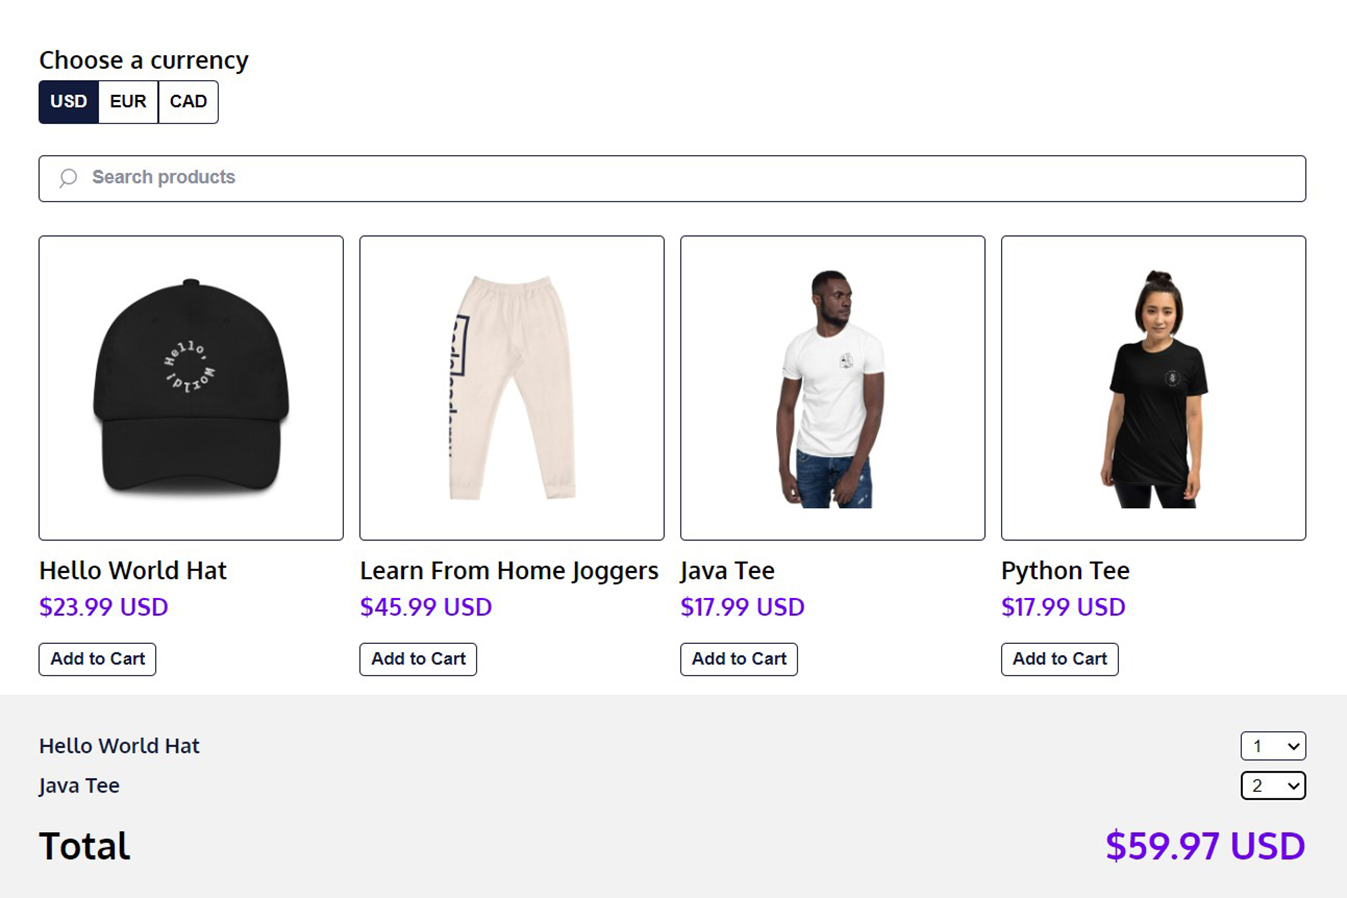 Choose a currency
USD EUR CAD
Search products
Hello,
World!
Hello World Hat
$23.99 USD
Add to Cart
Learn From Home Joggers
$45.99 USD
Add to Cart
Java Tee
$17.99 USD
Add to Cart
Python Tee
$17.99 USD
Add to Cart
Hello World Hat 1
Java Tee 2
Total $59.97 USD